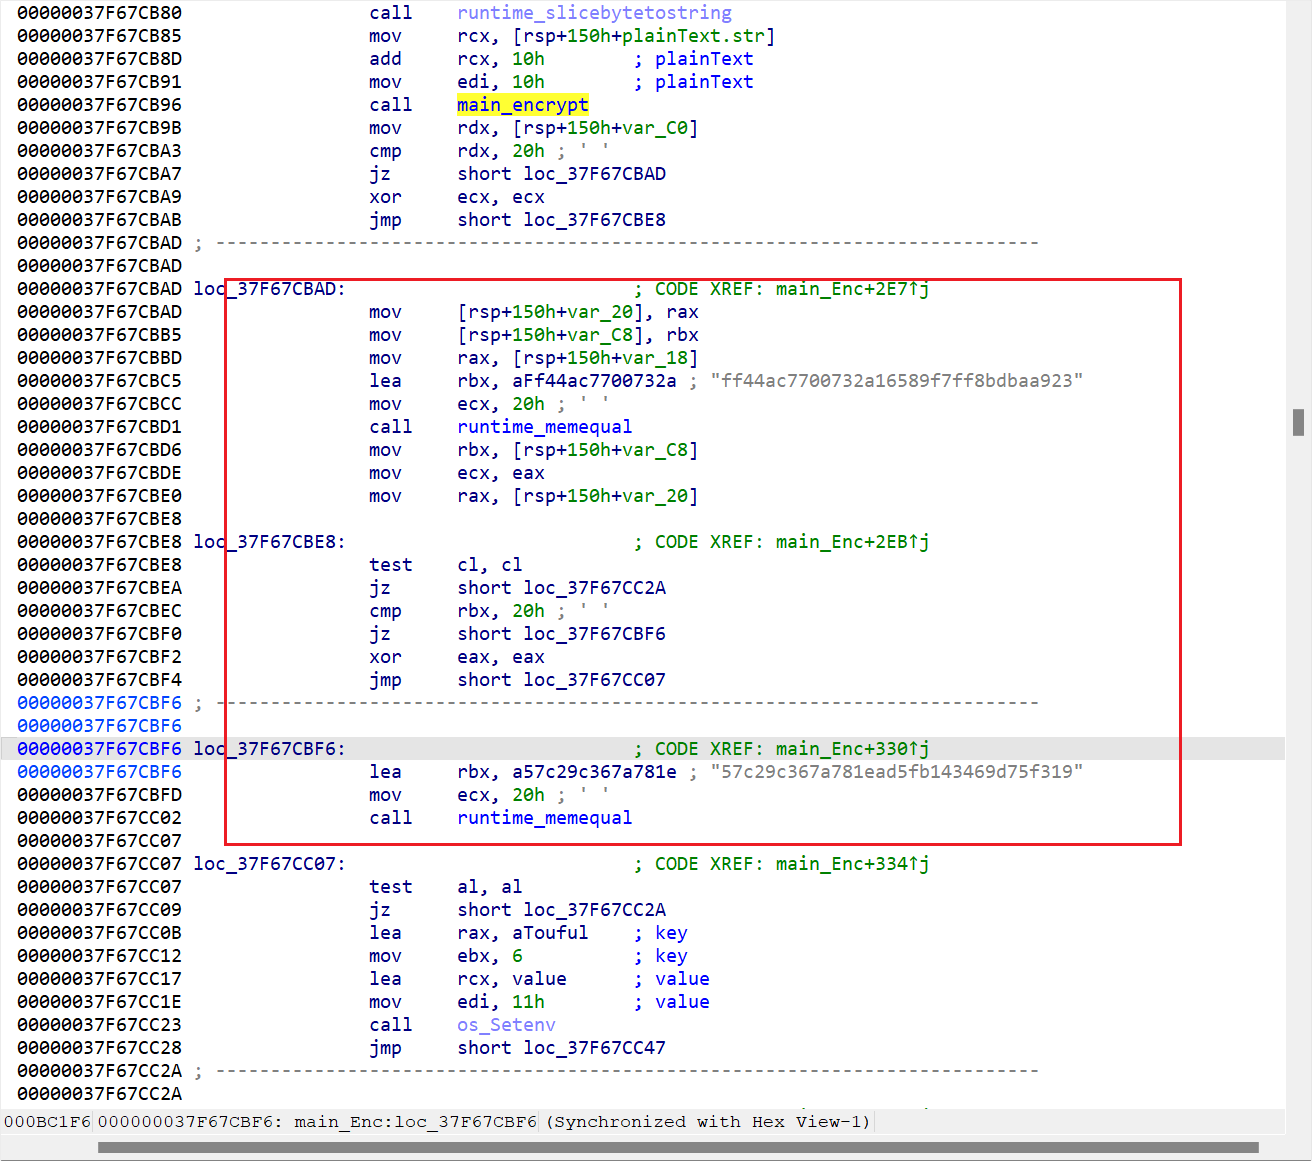 00000037F67CB80 call runtime_slicebytetostring
00000037F67CB85 mov rcx, [rsp+150h+plainText.str]
00000037F67CB8D add rcx, 10h ; plainText
00000037F67CB91 mov edi, 10h ; plainText
00000037F67CB96 call main_encrypt
00000037F67CB9B mov rdx, [rsp+150h+var_C0]
00000037F67CBA3 cmp rdx, 20h ; ' '
00000037F67CBA7 jz short loc_37F67CBAD
00000037F67CBA9 xor ecx, ecx
00000037F67CBAB jmp short loc_37F67CBE8
00000037F67CBAD ; ---------------------------------------------------------------------------
00000037F67CBAD
00000037F67CBAD loc_37F67CBAD: ; CODE XREF: main_Enc+2E7↑j
00000037F67CBAD mov [rsp+150h+var_20], rax
00000037F67CBB5 mov [rsp+150h+var_C8], rbx
00000037F67CBBD mov rax, [rsp+150h+var_18]
00000037F67CBC5 lea rbx, aFf44ac7700732a ; "ff44ac7700732a16589f7ff8bdbaa923"
00000037F67CBCC mov ecx, 20h ; ' '
00000037F67CBD1 call runtime_memequal
00000037F67CBD6 mov rbx, [rsp+150h+var_C8]
00000037F67CBDE mov ecx, eax
00000037F67CBE0 mov rax, [rsp+150h+var_20]
00000037F67CBE8
00000037F67CBE8 loc_37F67CBE8: ; CODE XREF: main_Enc+2EB↑j
00000037F67CBE8 test cl, cl
00000037F67CBEA jz short loc_37F67CC2A
00000037F67CBEC cmp rbx, 20h ; ' '
00000037F67CBF0 jz short loc_37F67CBF6
00000037F67CBF2 xor eax, eax
00000037F67CBF4 jmp short loc_37F67CC07
00000037F67CBF6 ; ---------------------------------------------------------------------------
00000037F67CBF6
00000037F67CBF6 loc_37F67CBF6: ; CODE XREF: main_Enc+330↑j
00000037F67CBF6 lea rbx, a57c29c367a781e ; "57c29c367a781ead5fb143469d75f319"
00000037F67CBFD mov ecx, 20h ; ' '
00000037F67CC02 call runtime_memequal
00000037F67CC07
00000037F67CC07 loc_37F67CC07: ; CODE XREF: main_Enc+334↑j
00000037F67CC07 test al, al
00000037F67CC09 jz short loc_37F67CC2A
00000037F67CC0B lea rax, aTouful ; key
00000037F67CC12 mov ebx, 6 ; key
00000037F67CC17 lea rcx, value ; value
00000037F67CC1E mov edi, 11h ; value
00000037F67CC23 call os_Setenv
00000037F67CC28 jmp short loc_37F67CC47
00000037F67CC2A ; ---------------------------------------------------------------------------
00000037F67CC2A
000BC1F6 000000037F67CBF6: main_Enc:loc_37F67CBF6 (Synchronized with Hex View-1)